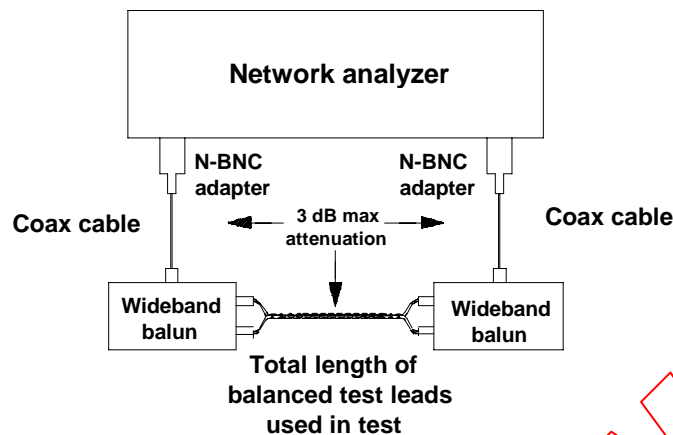 Network analyzer
N-BNC
adapter
N-BNC
adapter
Coax cable
3 dB max
attenuation
Coax cable
Wideband
balun
Wideband
balun
Total length of
balanced test leads
used in test